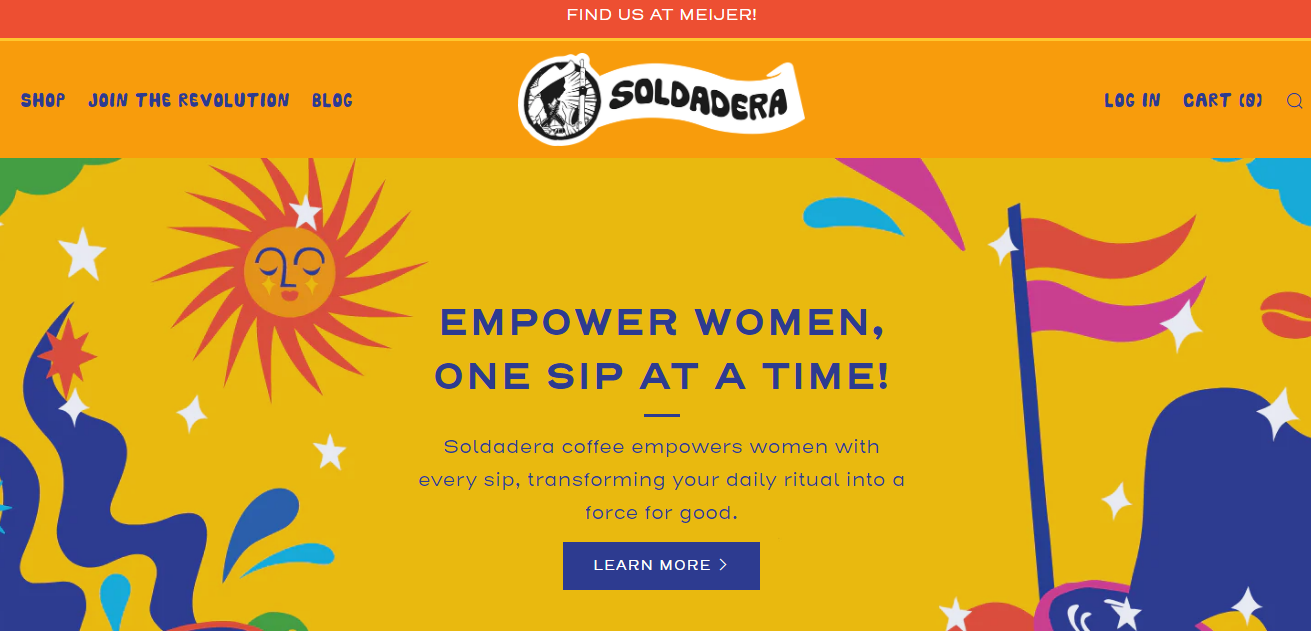 FIND US AT MEIJER!
SHOP JOIN THE REVOLUTION BLOG
SOLDADERA
LOG IN CART (0)
EMPOWER WOMEN,
ONE SIP AT A TIME!
Soldadera coffee empowers women with
every sip, transforming your daily ritual into a
force for good.
LEARN MORE